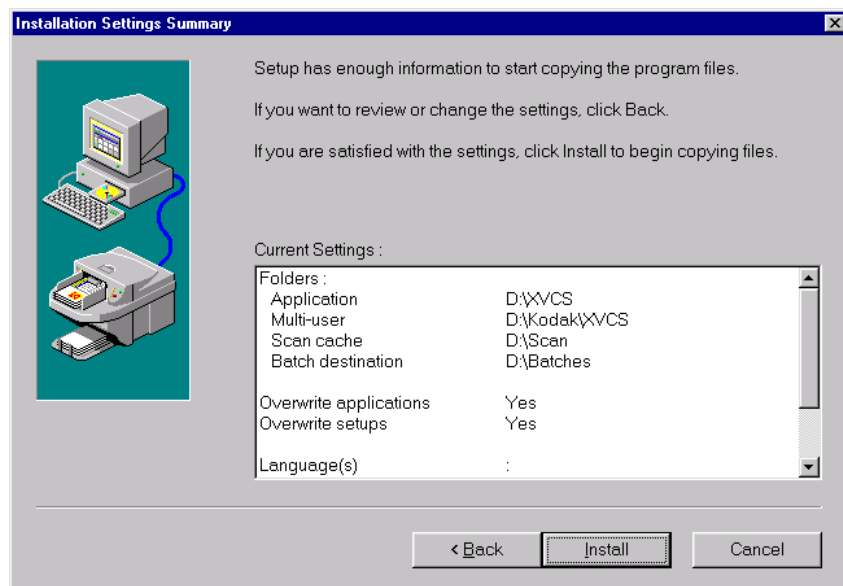 Installation Settings Summary
Setup has enough information to start copying the program files.
If you want to review or change the settings, click Back.
If you are satisfied with the settings, click Install to begin copying files.
Current Settings :
Folders :
Application D:\XVCS
Multi-user D:\Kodak\XVCS
Scan cache D:\Scan
Batch destination D:\Batches
Overwrite applications Yes
Overwrite setups Yes
Language(s) :
< Back Install Cancel